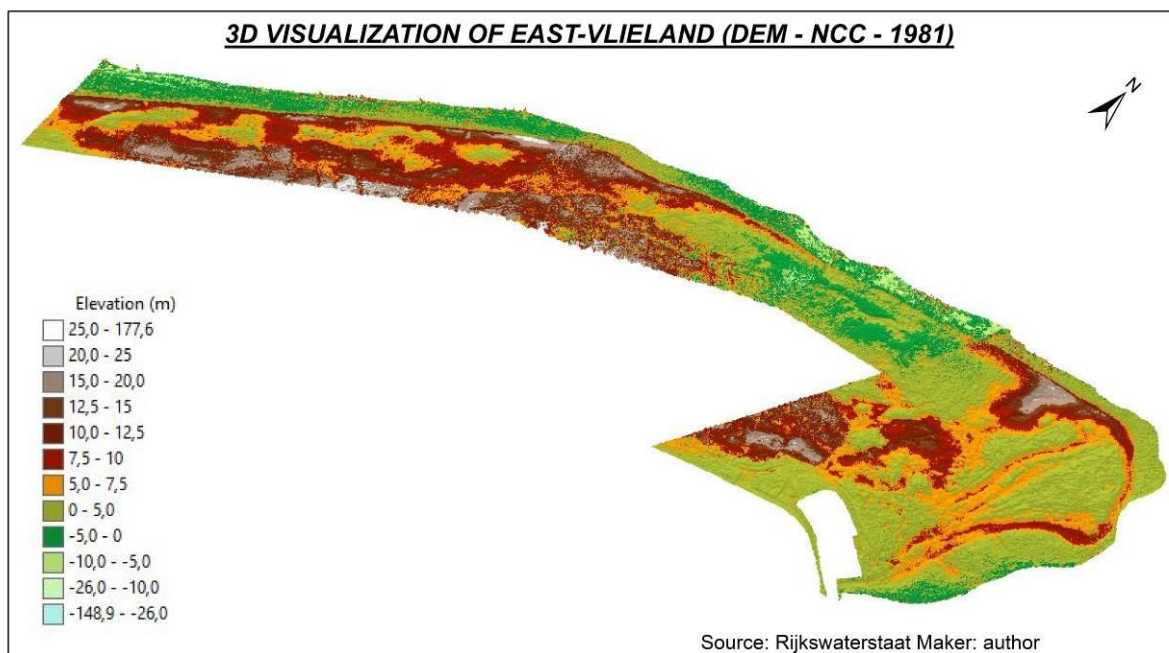 3D VISUALIZATION OF EAST-VLIELAND (DEM - NCC - 1981)
N
Elevation (m)
25,0 - 177,6
20,0 - 25
15,0 - 20,0
12,5 - 15
10,0 - 12,5
7,5 - 10
5,0 - 7,5
0 - 5,0
-5,0 - 0
-10,0 - -5,0
-26,0 - -10,0
-148,9 - -26,0
Source: Rijkswaterstaat Maker: author